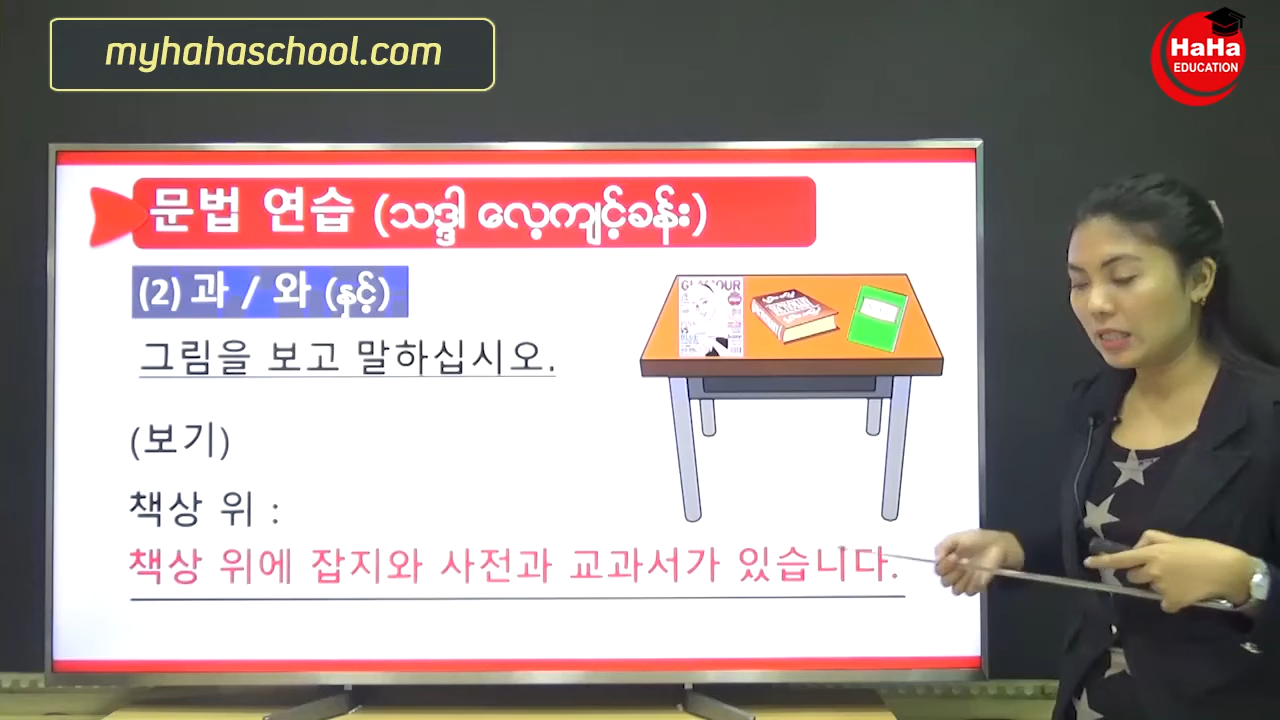 myhahaschool.com
HaHa
EDUCATION
문법 연습 (သဒ္ဒါ လေ့ကျင့်ခန်း)
(2) 과 / 와 (နှင့်)
그림을 보고 말하십시오.
GLAMOUR
(보기)
책상 위 :
책상 위에 잡지와 사전과 교과서가 있습니다.